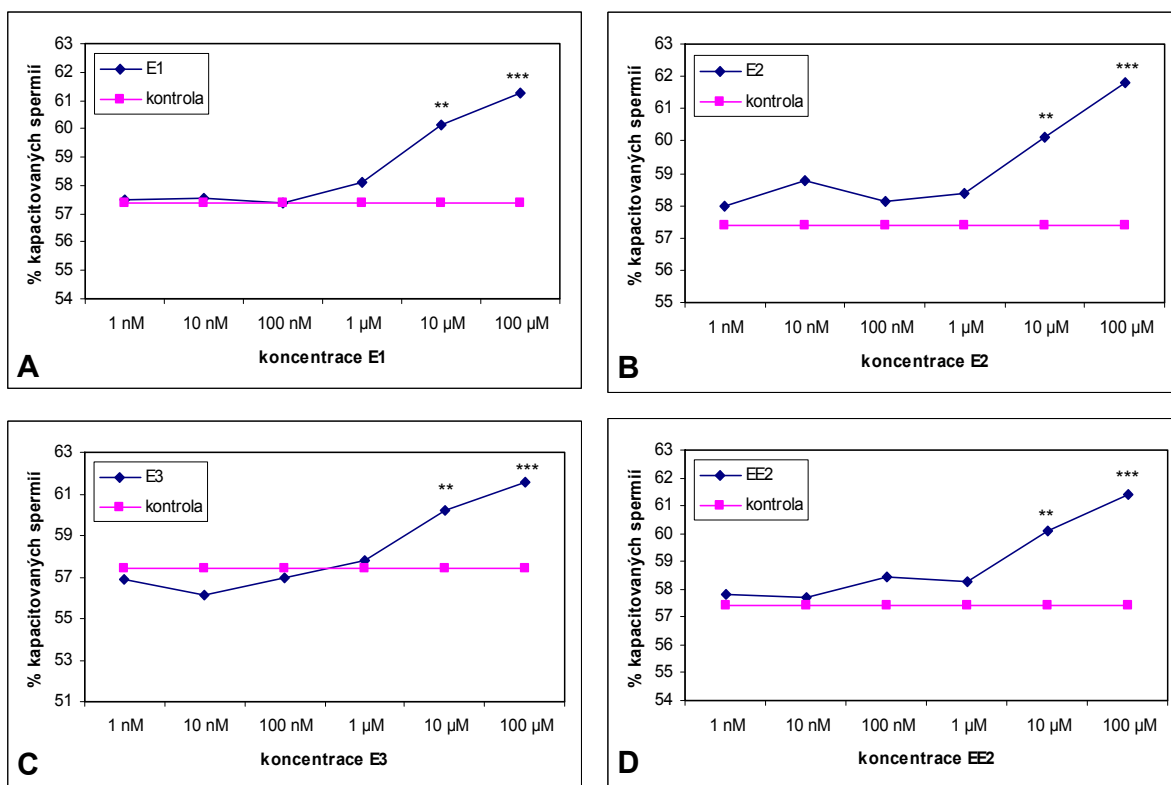 63
62
61
60
59
58
57
56
55
54
% kapacitovaných spermií
E1
kontrola
**
***
1 nM 10 nM 100 nM 1 µM 10 µM 100 µM
koncentrace E1
A
63
62
61
60
59
58
57
56
55
% kapacitovaných spermií
E2
kontrola
**
***
1 nM 10 nM 100 nM 1 µM 10 µM 100 µM
koncentrace E2
B
63
61
59
57
55
53
51
% kapacitovaných spermií
E3
kontrola
**
***
1 nM 10 nM 100 nM 1 µM 10 µM 100 µM
koncentrace E3
C
63
62
61
60
59
58
57
56
55
54
% kapacitovaných spermií
EE2
kontrola
**
***
1 nM 10 nM 100 nM 1 µM 10 µM 100 µM
koncentrace EE2
D